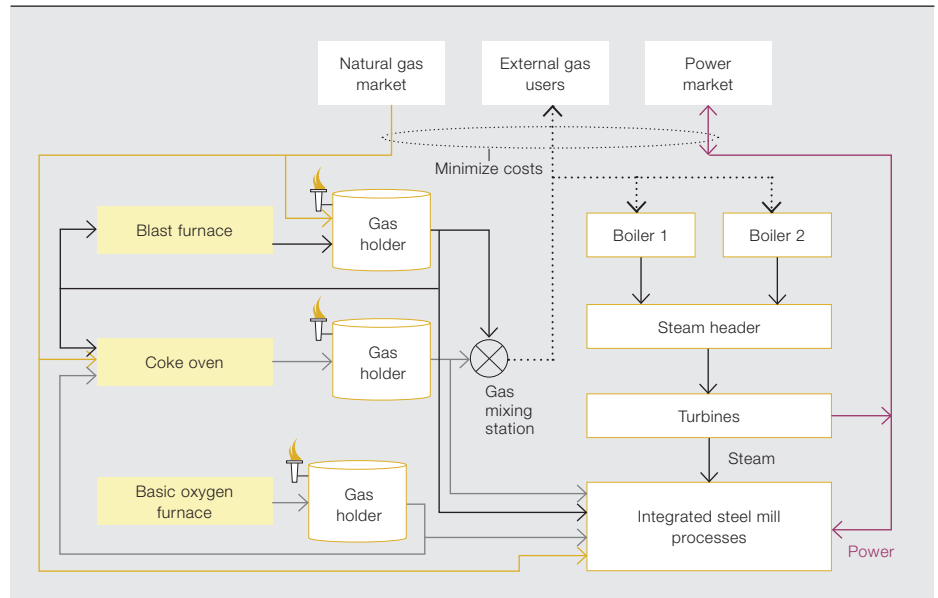 Natural gas
market
External gas
users
Power
market
Minimize costs
Blast furnace
Gas
holder
Boiler 1
Boiler 2
Steam header
Coke oven
Gas
holder
Gas
mixing
station
Turbines
Steam
Basic oxygen
furnace
Gas
holder
Integrated steel mill
processes
Power